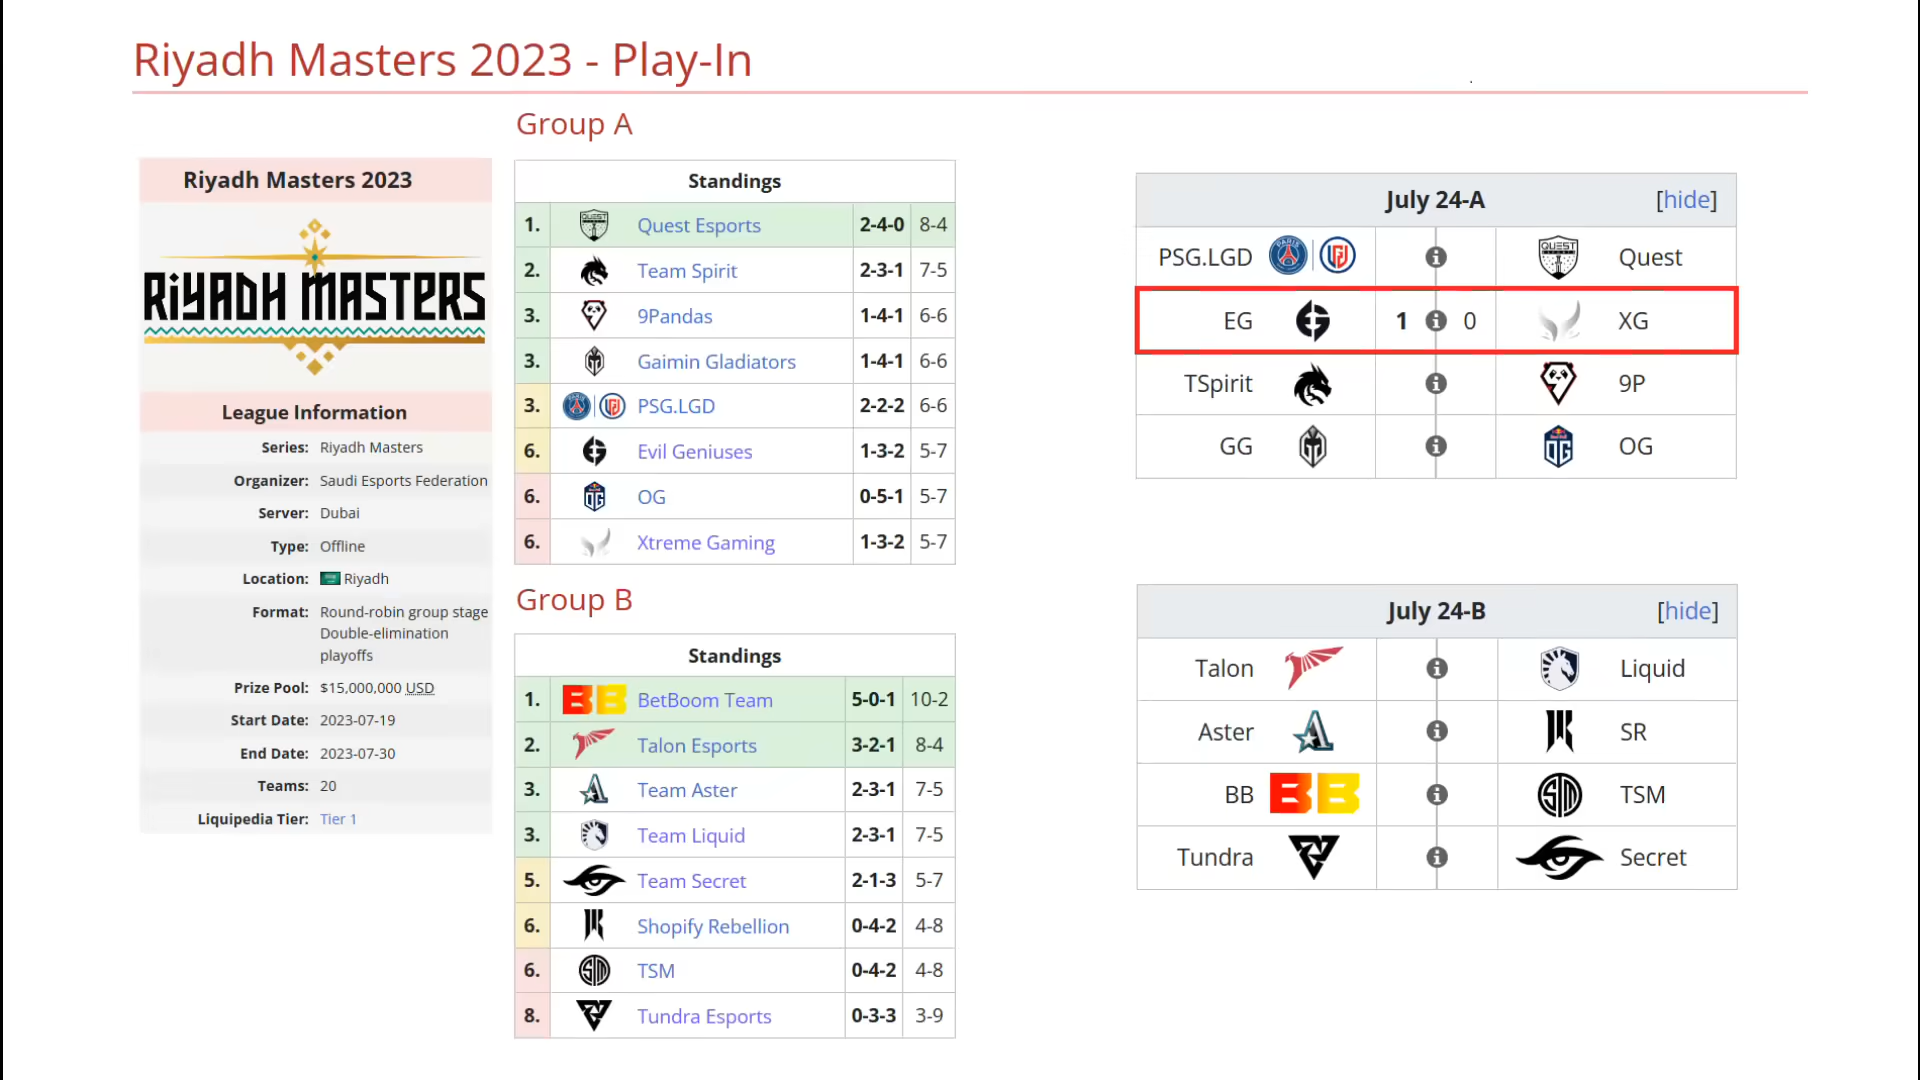 Riyadh Masters 2023 - Play-In
Riyadh Masters 2023
RIYADH MASTERS
League Information
Series: Riyadh Masters
Organizer: Saudi Esports Federation
Server: Dubai
Type: Offline
Location: Riyadh
Format: Round-robin group stage
Double-elimination
playoffs
Prize Pool: $15,000,000 USD
Start Date: 2023-07-19
End Date: 2023-07-30
Teams: 20
Liquipedia Tier: Tier 1
Group A
Standings
1. QUEST Quest Esports 2-4-0 8-4
2. Team Spirit 2-3-1 7-5
3. 9Pandas 1-4-1 6-6
3. Gaimin Gladiators 1-4-1 6-6
3. PSG.LGD 2-2-2 6-6
6. Evil Geniuses 1-3-2 5-7
6. OG OG 0-5-1 5-7
6. Xtreme Gaming 1-3-2 5-7
Group B
Standings
1. BB BetBoom Team 5-0-1 10-2
2. Talon Esports 3-2-1 8-4
3. Team Aster 2-3-1 7-5
3. Team Liquid 2-3-1 7-5
5. Team Secret 2-1-3 5-7
6. Shopify Rebellion 0-4-2 4-8
6. TSM 0-4-2 4-8
8. Tundra Esports 0-3-3 3-9
July 24-A [hide]
PSG.LGD PARIS QUEST Quest
EG 1 0 XG
TSpirit 9P
GG OG OG
July 24-B [hide]
Talon Liquid
Aster SR
BB BB TSM
Tundra Secret